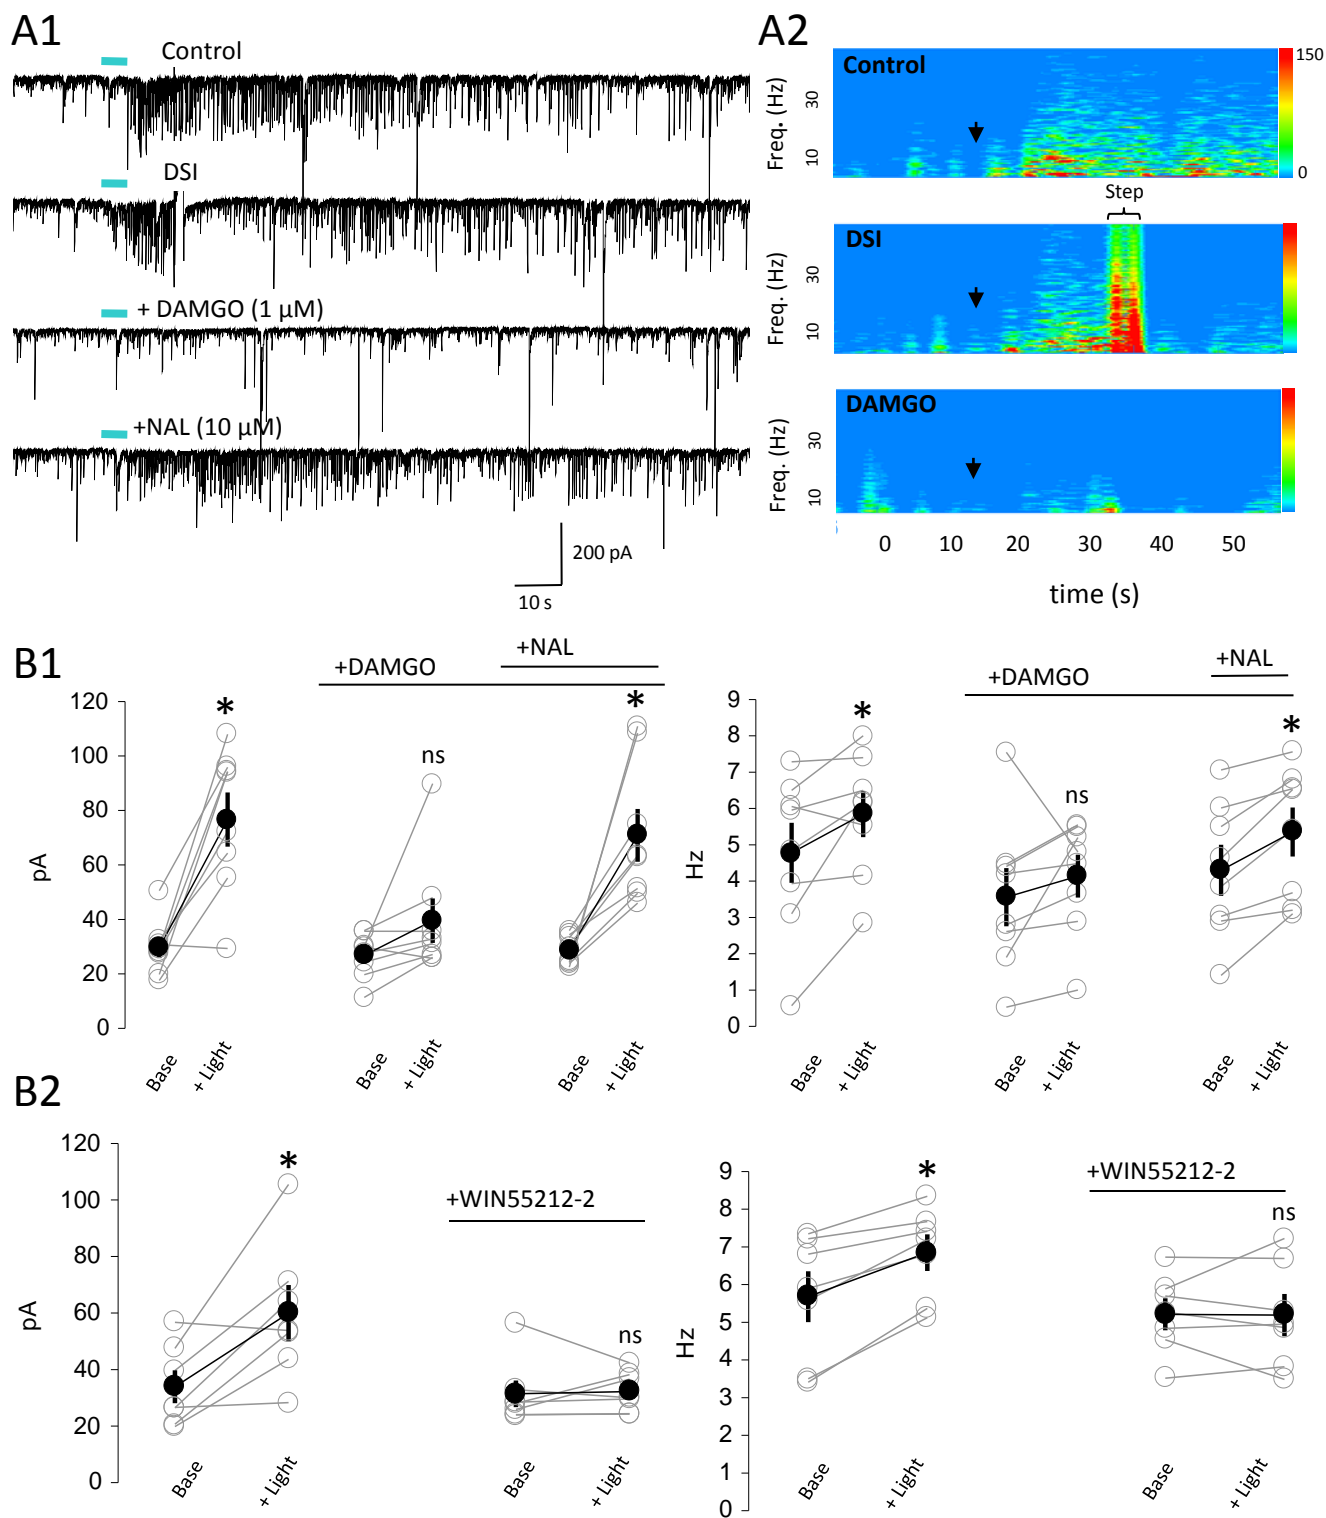 A1
Control
DSI
+ DAMGO (1 µM)
+NAL (10 µM)
200 pA
10 s
A2
Control
150
0
Freq. (Hz)
30
10
Step
DSI
Freq. (Hz)
30
10
DAMGO
Freq. (Hz)
30
10
0 10 20 30 40 50
time (s)
B1
+DAMGO
+NAL
120
100
80
60
40
20
0
pA
*
ns
*
Base
+ Light
Base
+ Light
Base
+ Light
+DAMGO
+NAL
9
8
7
6
5
4
3
2
1
0
Hz
*
ns
*
Base
+ Light
Base
+ Light
Base
+ Light
B2
120
100
80
60
40
20
0
pA
*
+WIN55212-2
ns
Base
+ Light
Base
+ Light
9
8
7
6
5
4
3
2
1
0
Hz
*
+WIN55212-2
ns
Base
+ Light
Base
+ Light